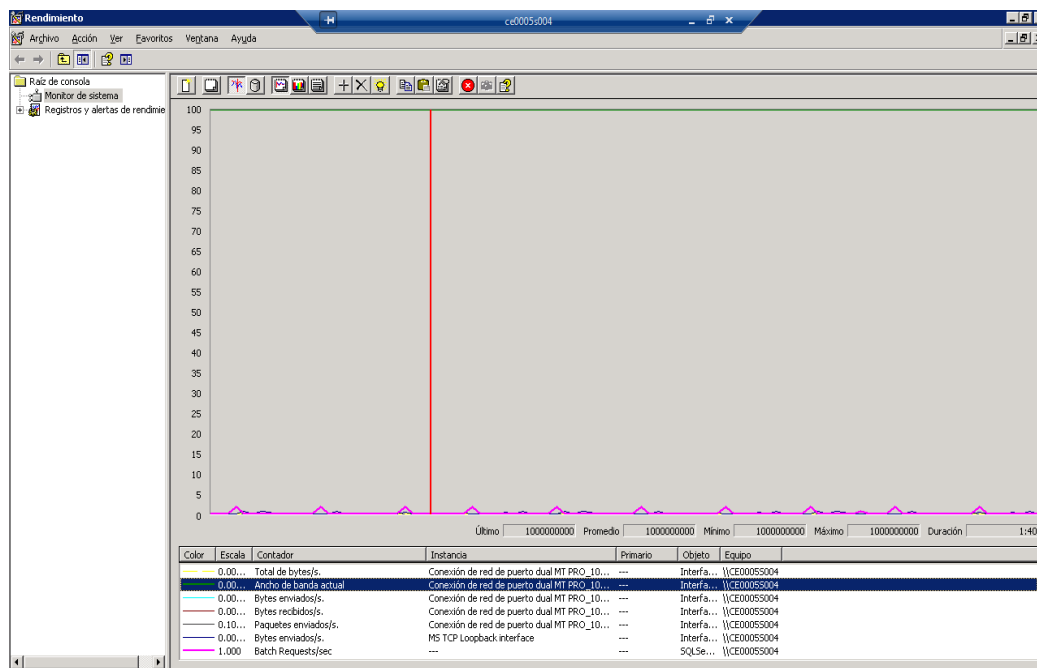 Rendimiento
ce0005s004
Archivo Acción Ver Favoritos Ventana Ayuda
Raíz de consola
Monitor de sistema
Registros y alertas de rendimie
100
95
90
85
80
75
70
65
60
55
50
45
40
35
30
25
20
15
10
5
0
Último 1000000000 Promedio 1000000000 Mínimo 1000000000 Máximo 1000000000 Duración 1:40
Color Escala Contador Instancia Primario Objeto Equipo
0.00... Total de bytes/s. Conexión de red de puerto dual MT PRO_10... --- Interfa... \\CE0005S004
0.00... Ancho de banda actual Conexión de red de puerto dual MT PRO_10... --- Interfa... \\CE0005S004
0.00... Bytes enviados/s. Conexión de red de puerto dual MT PRO_10... --- Interfa... \\CE0005S004
0.00... Bytes recibidos/s. Conexión de red de puerto dual MT PRO_10... --- Interfa... \\CE0005S004
0.10... Paquetes enviados/s. Conexión de red de puerto dual MT PRO_10... --- Interfa... \\CE0005S004
0.00... Bytes enviados/s. MS TCP Loopback interface --- Interfa... \\CE0005S004
1.000 Batch Requests/sec --- --- SQLSe... \\CE0005S004